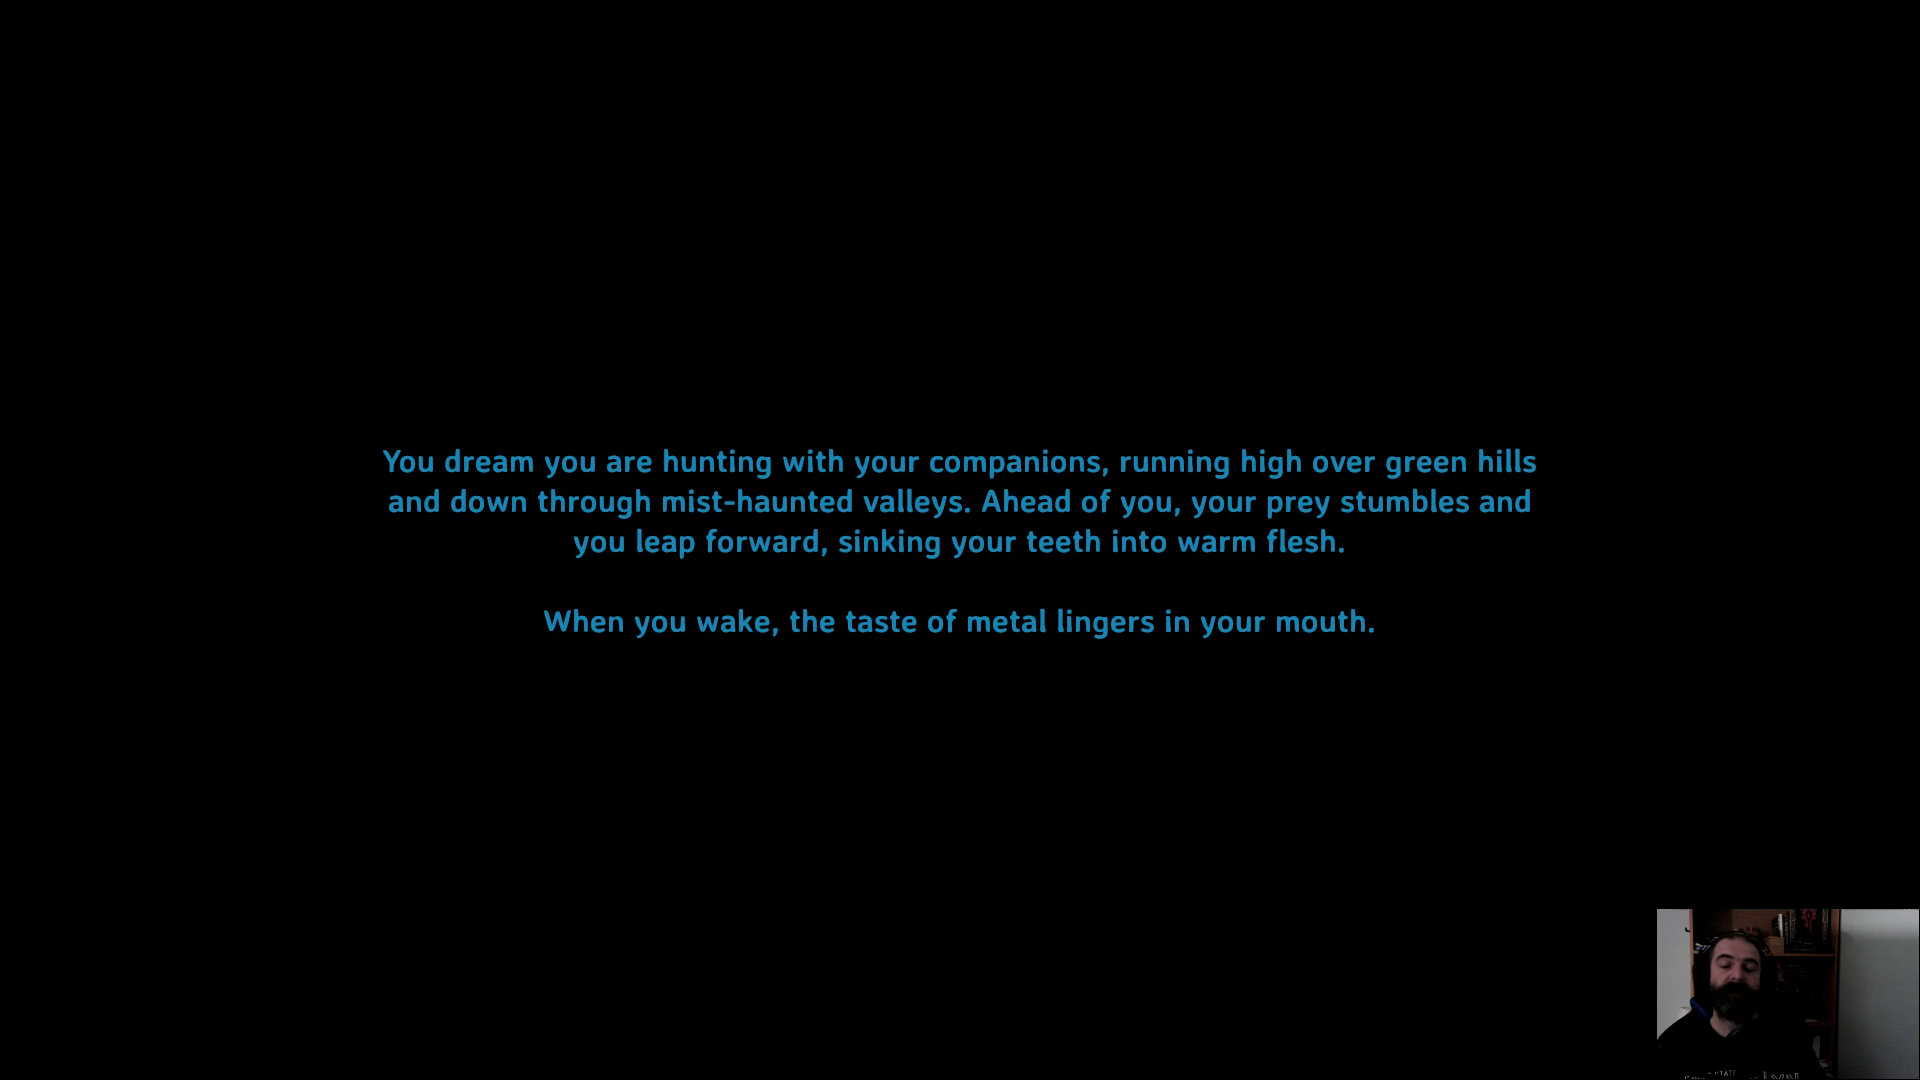 You dream you are hunting with your companions, running high over green hills
and down through mist-haunted valleys. Ahead of you, your prey stumbles and
you leap forward, sinking your teeth into warm flesh.
When you wake, the taste of metal lingers in your mouth.